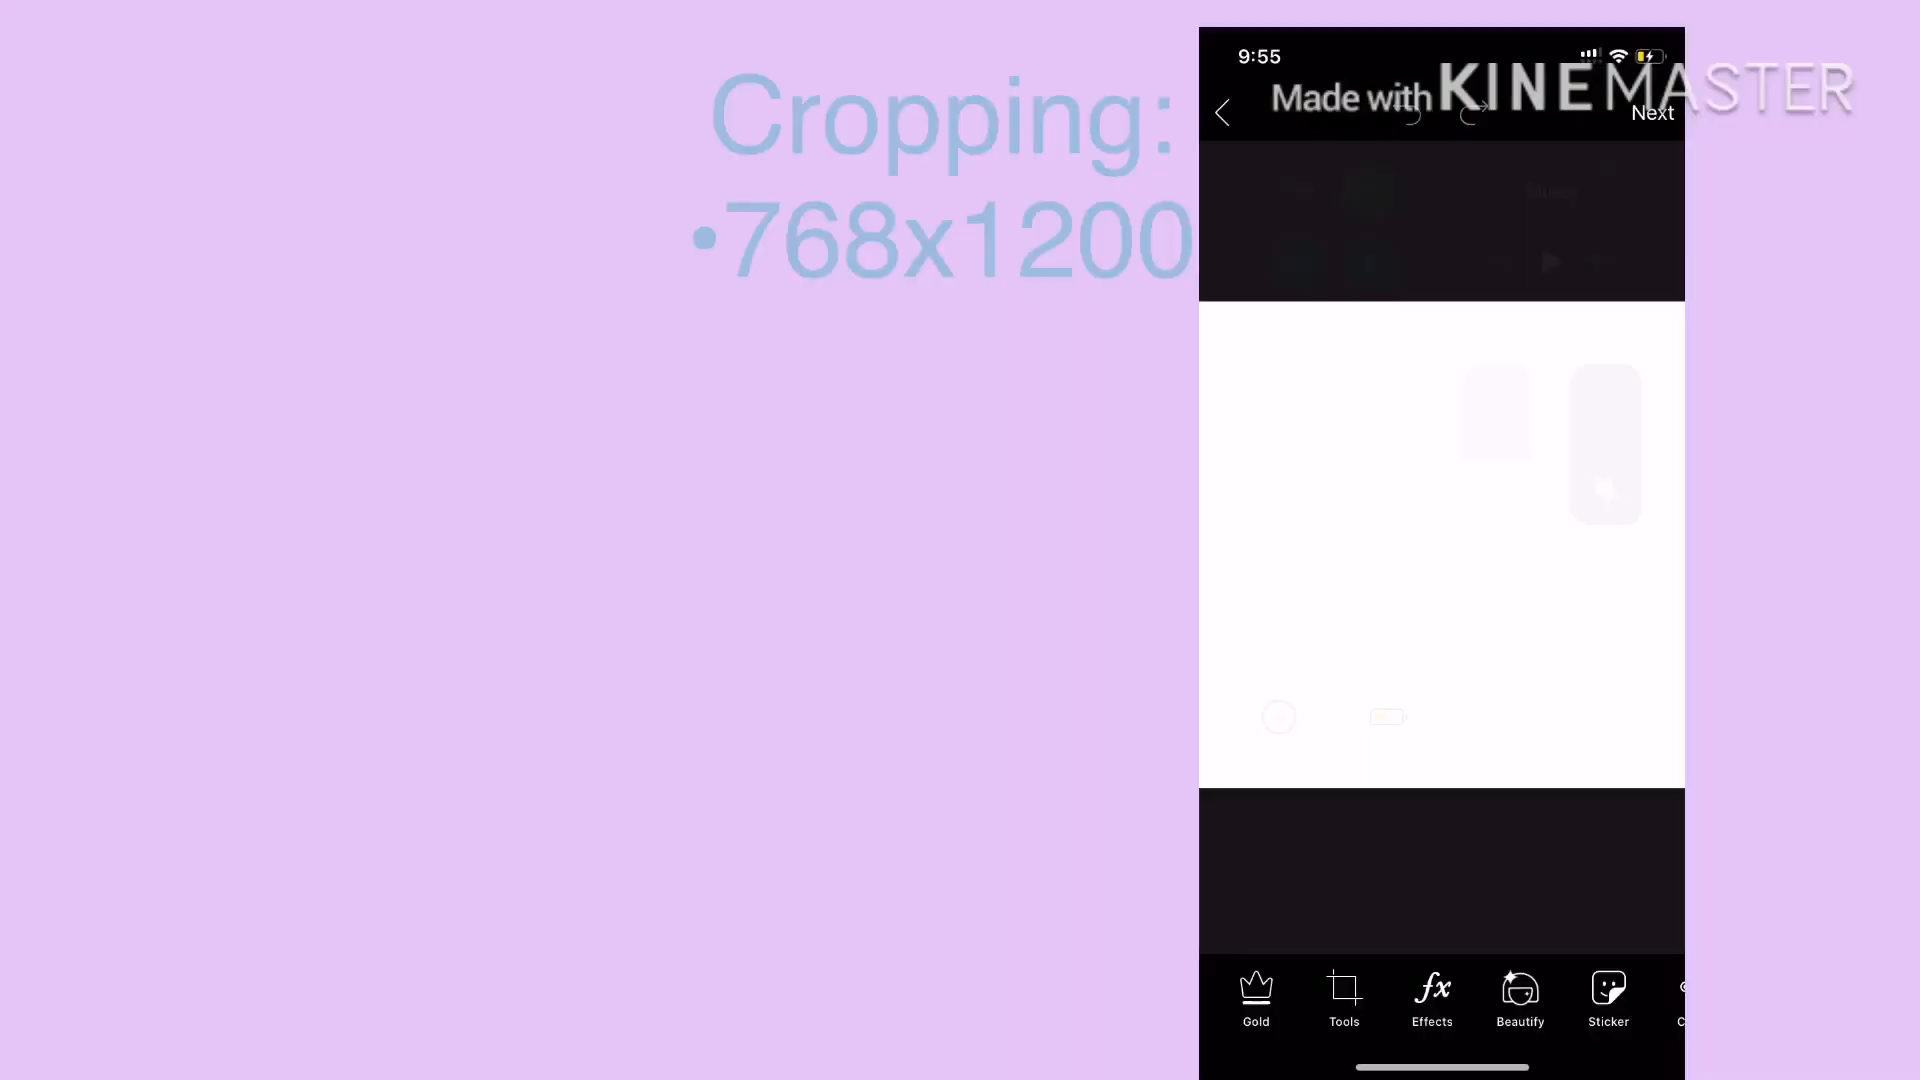 Cropping:
•768x1200
9:55
Made with KINEMASTER
Next
Gold
Tools
Effects
Beautify
Sticker